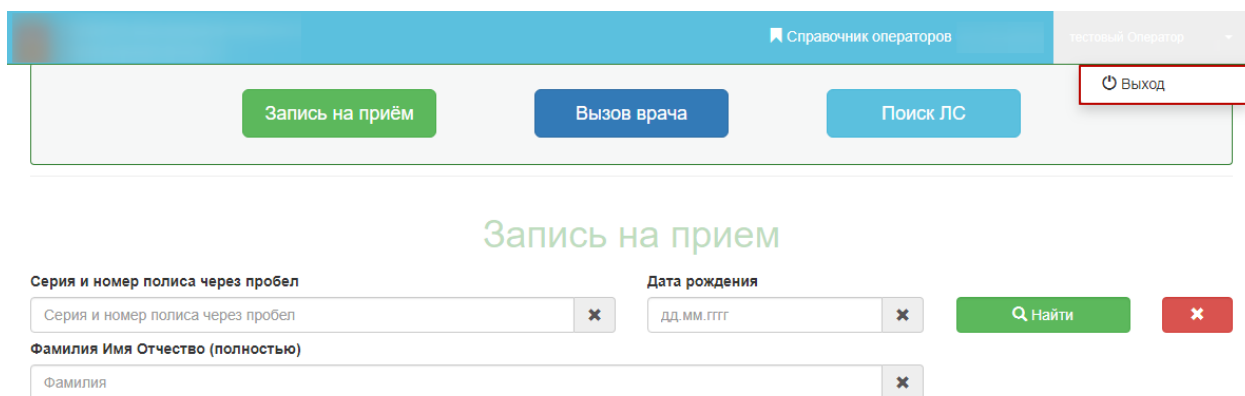 Справочник операторов
тестовый Оператор
Выход
Запись на приём
Вызов врача
Поиск ЛС
Запись на прием
Серия и номер полиса через пробел
Дата рождения
Серия и номер полиса через пробел
дд.мм.гггг
Найти
Фамилия Имя Отчество (полностью)
Фамилия